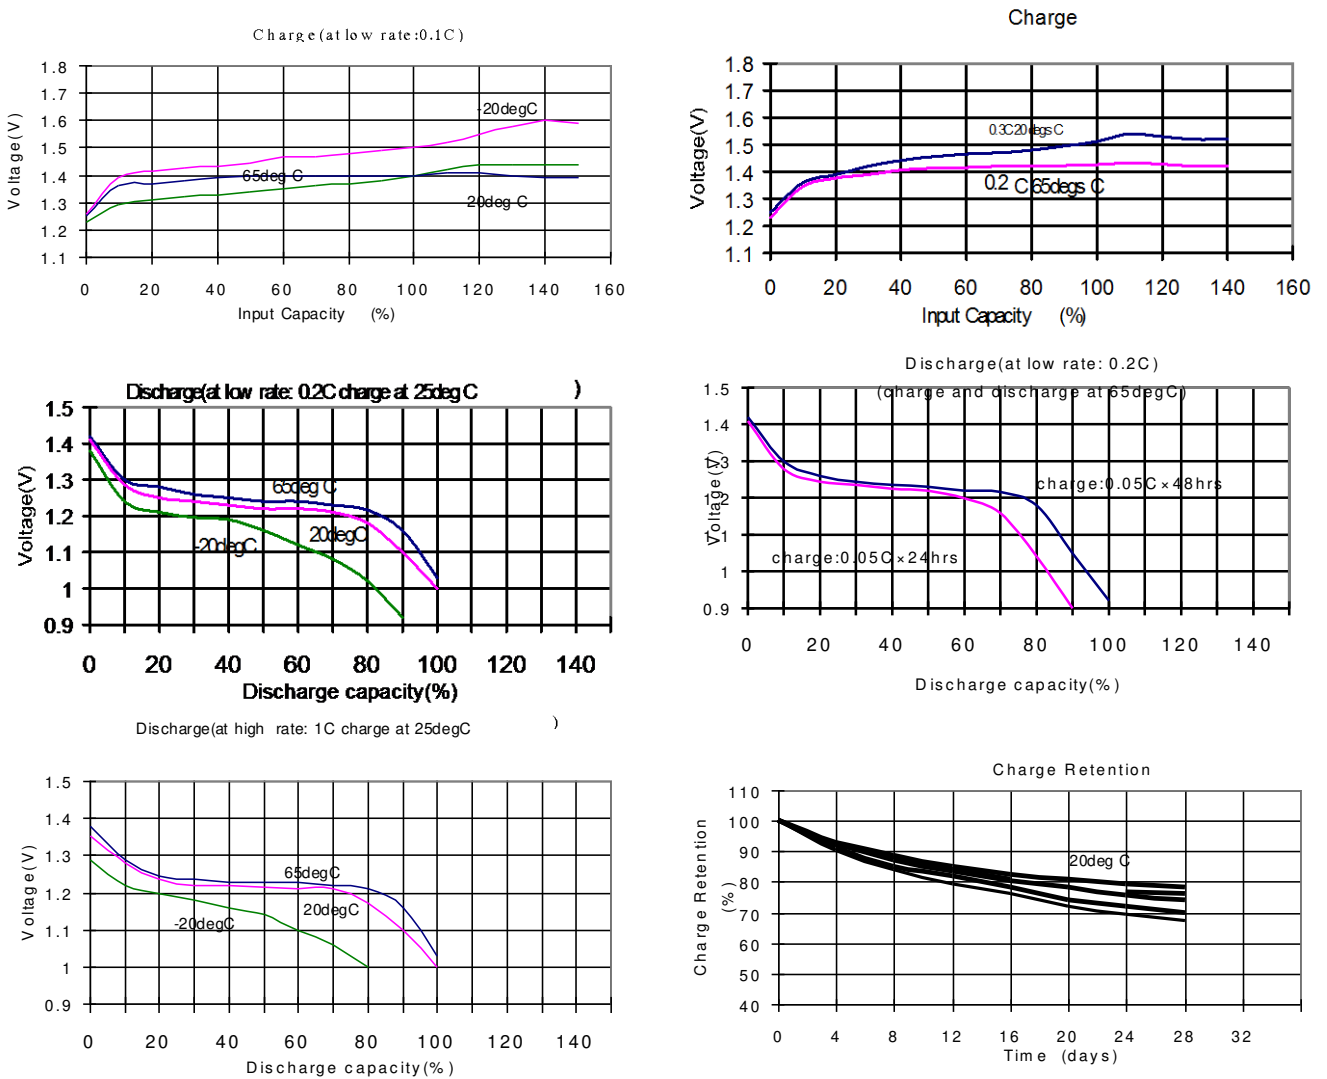 Charge(at low rate:0.1C)
1.8
1.7
1.6
1.5
1.4
1.3
1.2
1.1
Voltage(V)
-20degC
65deg C
20deg C
0 20 40 60 80 100 120 140 160
Input Capacity (%)
Charge
1.8
1.7
1.6
1.5
1.4
1.3
1.2
1.1
Voltage(V)
0.3C20degsC
0.2 C 65degs C
0 20 40 60 80 100 120 140 160
Input Capacity (%)
Discharge(at low rate: 0.2C charge at 25deg C )
1.5
1.4
1.3
1.2
1.1
1
0.9
Voltage(V)
65deg C
20degC
-20degC
0 20 40 60 80 100 120 140
Discharge capacity(%)
Discharge(at low rate: 0.2C)
(charge and discharge at 65degC)
1.5
1.4
1.3
1.2
1.1
1
0.9
Voltage(V)
charge:0.05C×48hrs
charge:0.05C×24hrs
0 20 40 60 80 100 120 140
Discharge capacity(%)
Discharge(at high rate: 1C charge at 25degC )
1.5
1.4
1.3
1.2
1.1
1
0.9
Voltage(V)
65degC
20degC
-20degC
0 20 40 60 80 100 120 140
Discharge capacity(%)
Charge Retention
110
100
90
80
70
60
50
40
Charge Retention
(%)
20deg C
0 4 8 12 16 20 24 28 32
Time (days)